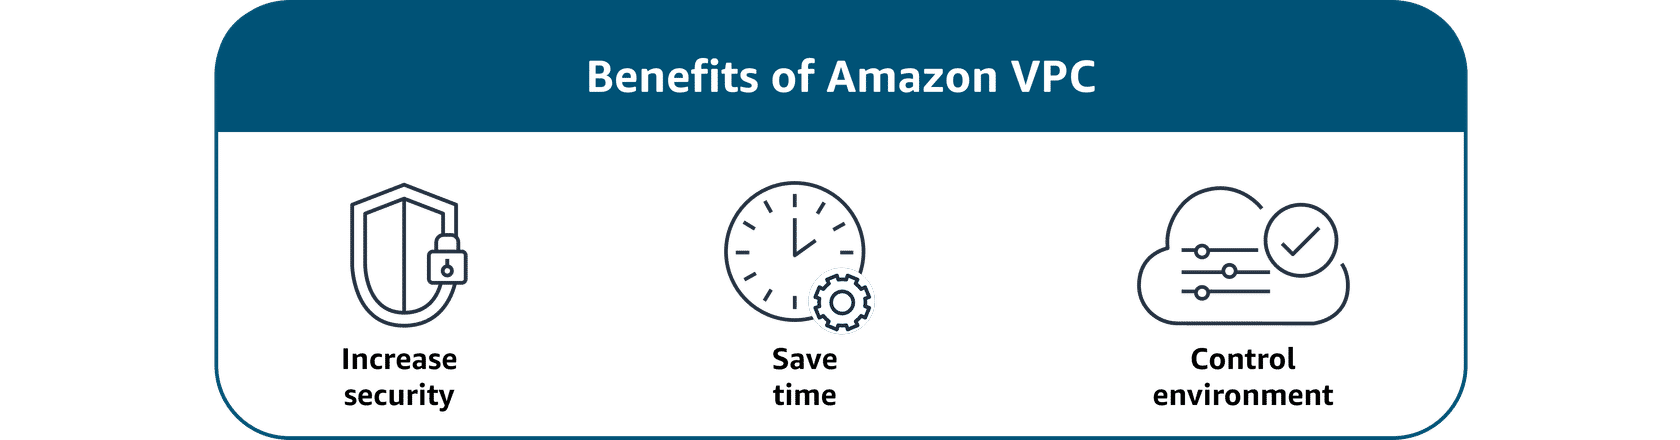 Benefits of Amazon VPC
Increase
security
Save
time
Control
environment